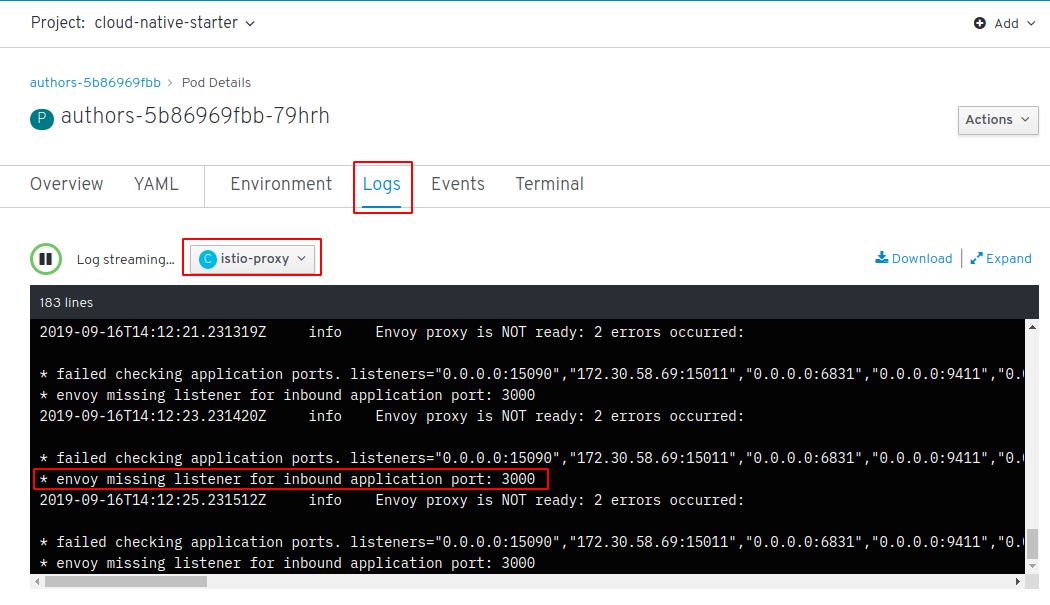 Project: cloud-native-starter
Add
authors-5b86969fbb > Pod Details
P authors-5b86969fbb-79hrh
Actions
Overview YAML Environment Logs Events Terminal
Log streaming... C istio-proxy Download Expand
183 lines
2019-09-16T14:12:21.231319Z info Envoy proxy is NOT ready: 2 errors occurred:
* failed checking application ports. listeners="0.0.0.0:15090","172.30.58.69:15011","0.0.0.0:6831","0.0.0.0:9411","0.
* envoy missing listener for inbound application port: 3000
2019-09-16T14:12:23.231420Z info Envoy proxy is NOT ready: 2 errors occurred:
* failed checking application ports. listeners="0.0.0.0:15090","172.30.58.69:15011","0.0.0.0:6831","0.0.0.0:9411","0.
* envoy missing listener for inbound application port: 3000
2019-09-16T14:12:25.231512Z info Envoy proxy is NOT ready: 2 errors occurred:
* failed checking application ports. listeners="0.0.0.0:15090","172.30.58.69:15011","0.0.0.0:6831","0.0.0.0:9411","0.
* envoy missing listener for inbound application port: 3000